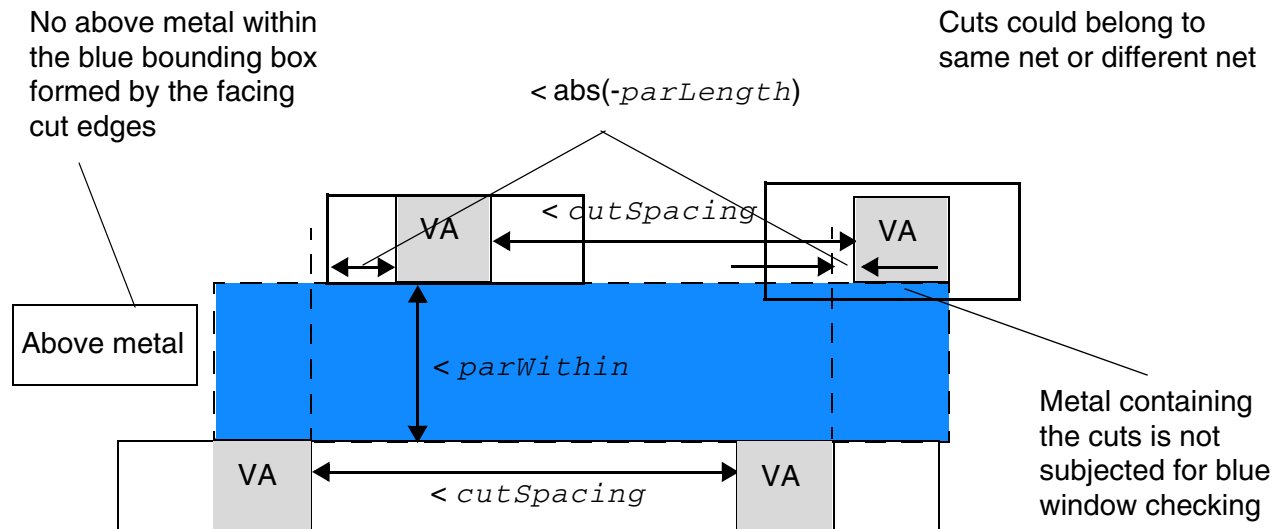 No above metal within
the blue bounding box
formed by the facing
cut edges
Cuts could belong to
same net or different net
< abs(-parLength)
VA
< cutSpacing
VA
Above metal
< parWithin
Metal containing
the cuts is not
subjected for blue
window checking
VA
< cutSpacing
VA